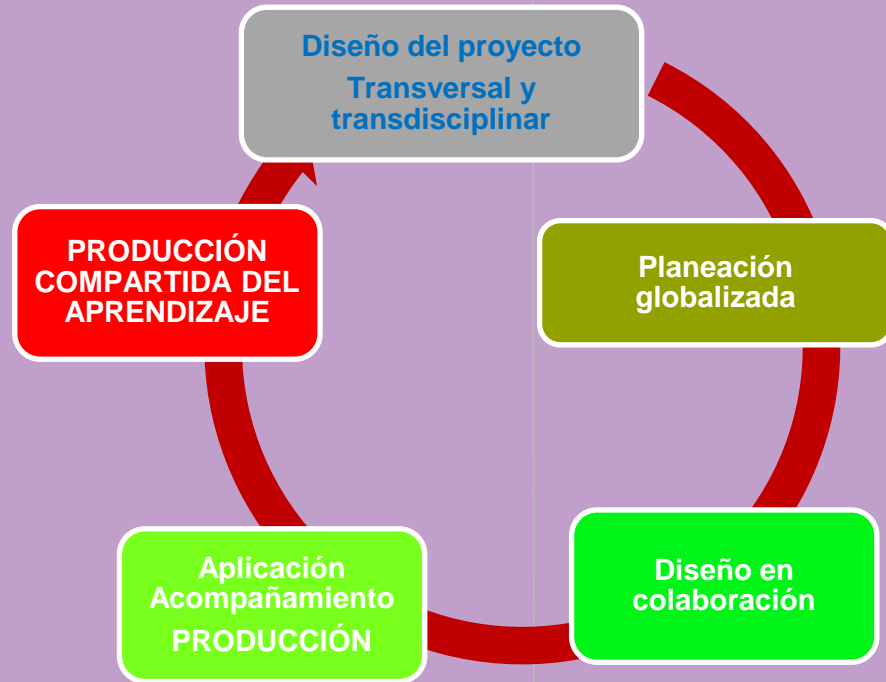 Diseño del proyecto
Transversal y
transdisciplinar
Planeación
globalizada
Diseño en
colaboración
Aplicación
Acompañamiento
PRODUCCIÓN
PRODUCCIÓN
COMPARTIDA DEL
APRENDIZAJE